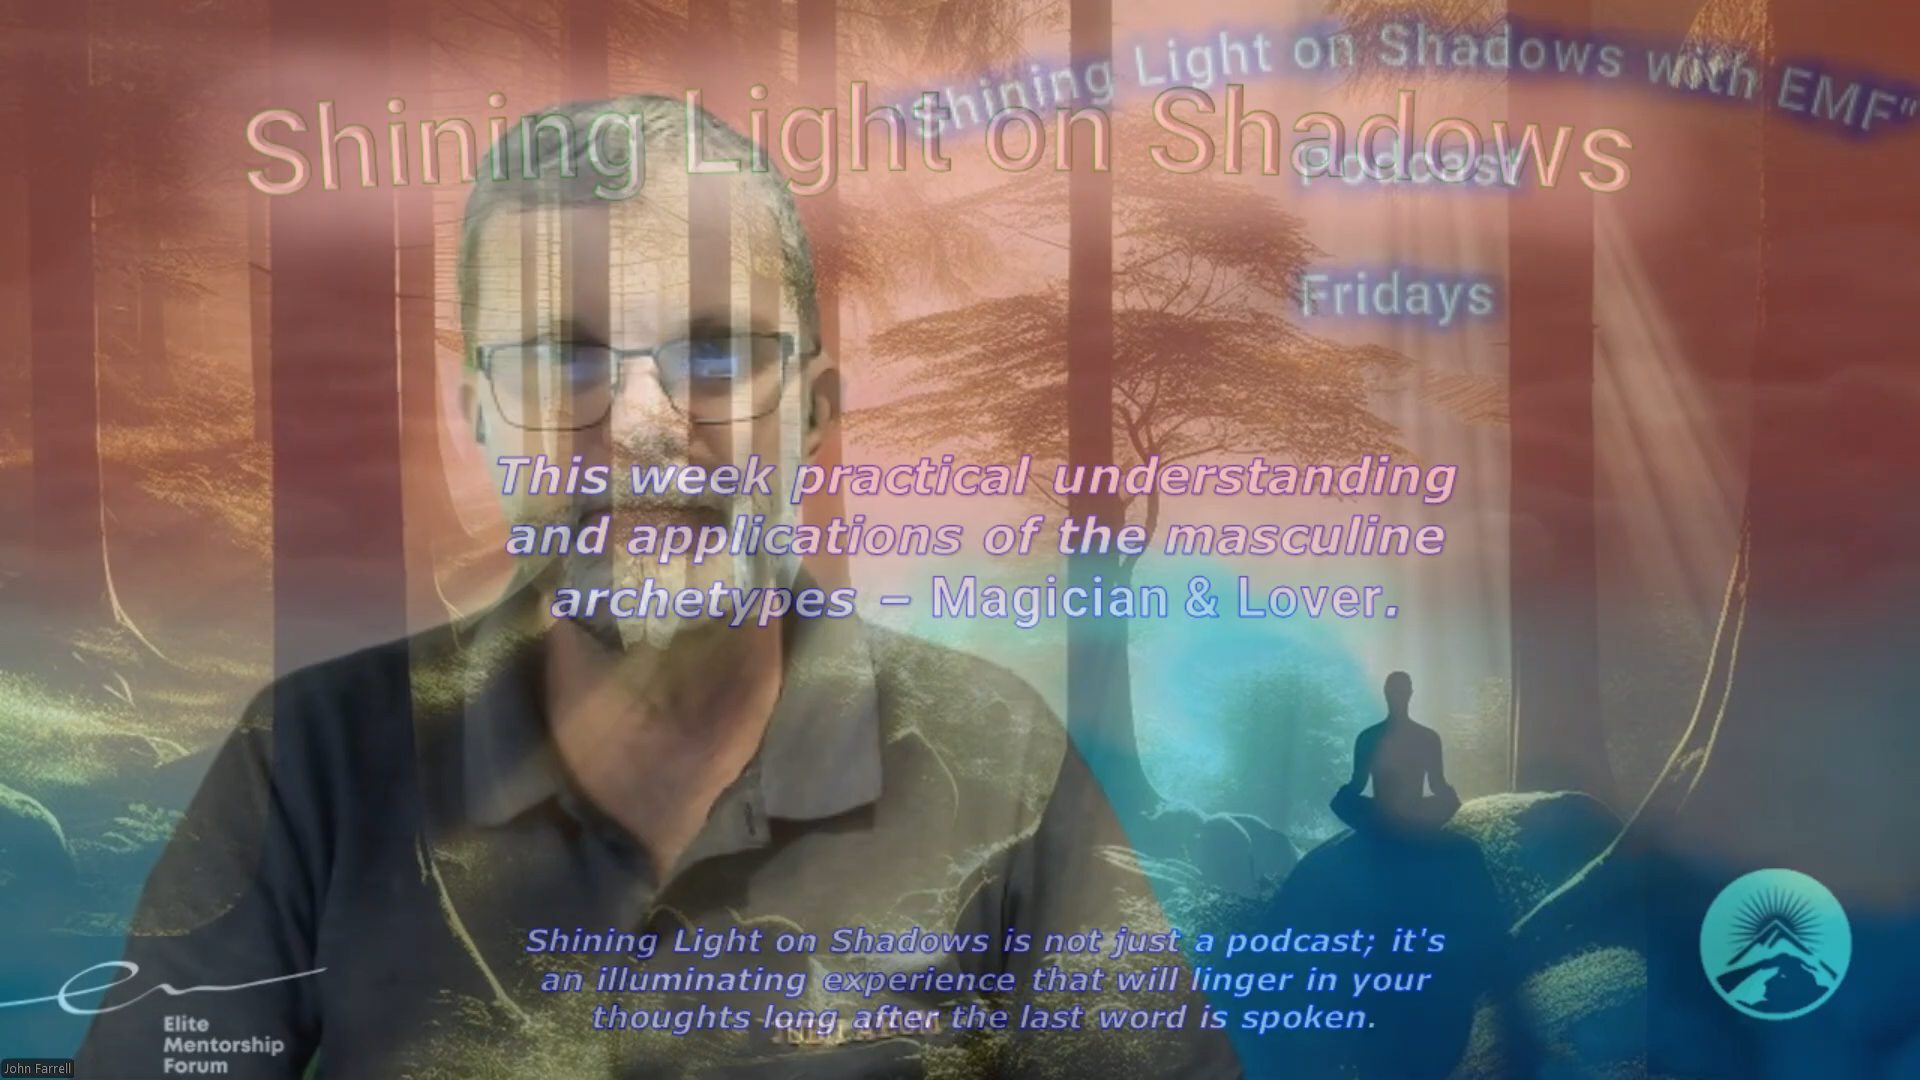 "Shining Light on Shadows with EMF"
Shining Light on Shadows
Podcast
Fridays
This week practical understanding
and applications of the masculine
archetypes – Magician & Lover.
Shining Light on Shadows is not just a podcast; it's
an illuminating experience that will linger in your
thoughts long after the last word is spoken.
Elite
Mentorship
Forum
John Farrell